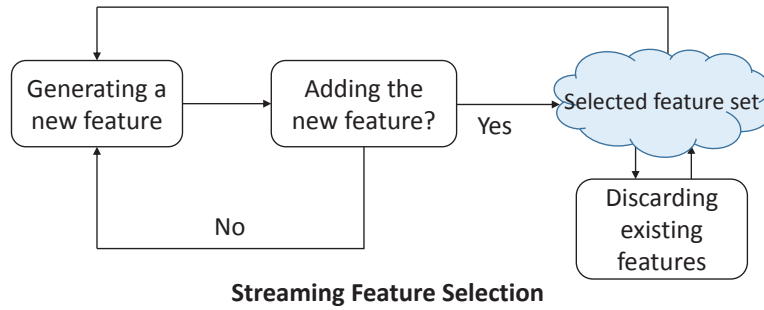 Generating a
new feature
Adding the
new feature?
Yes
Selected feature set
No
Discarding
existing
features
Streaming Feature Selection